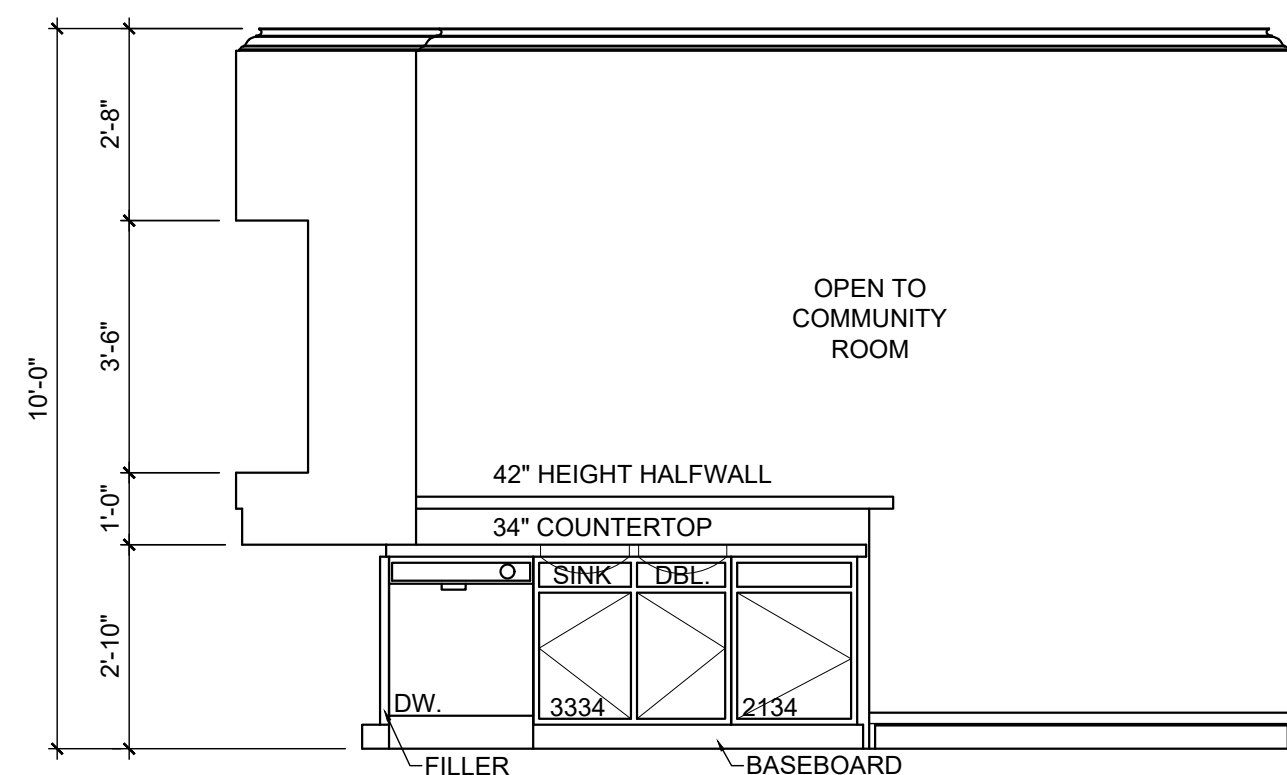 10'-0"
2'-8"
3'-6"
1'-0"
2'-10"
OPEN TO
COMMUNITY
ROOM
42" HEIGHT HALFWALL
34" COUNTERTOP
SINK
DBL.
DW.
3334
2134
FILLER
BASEBOARD